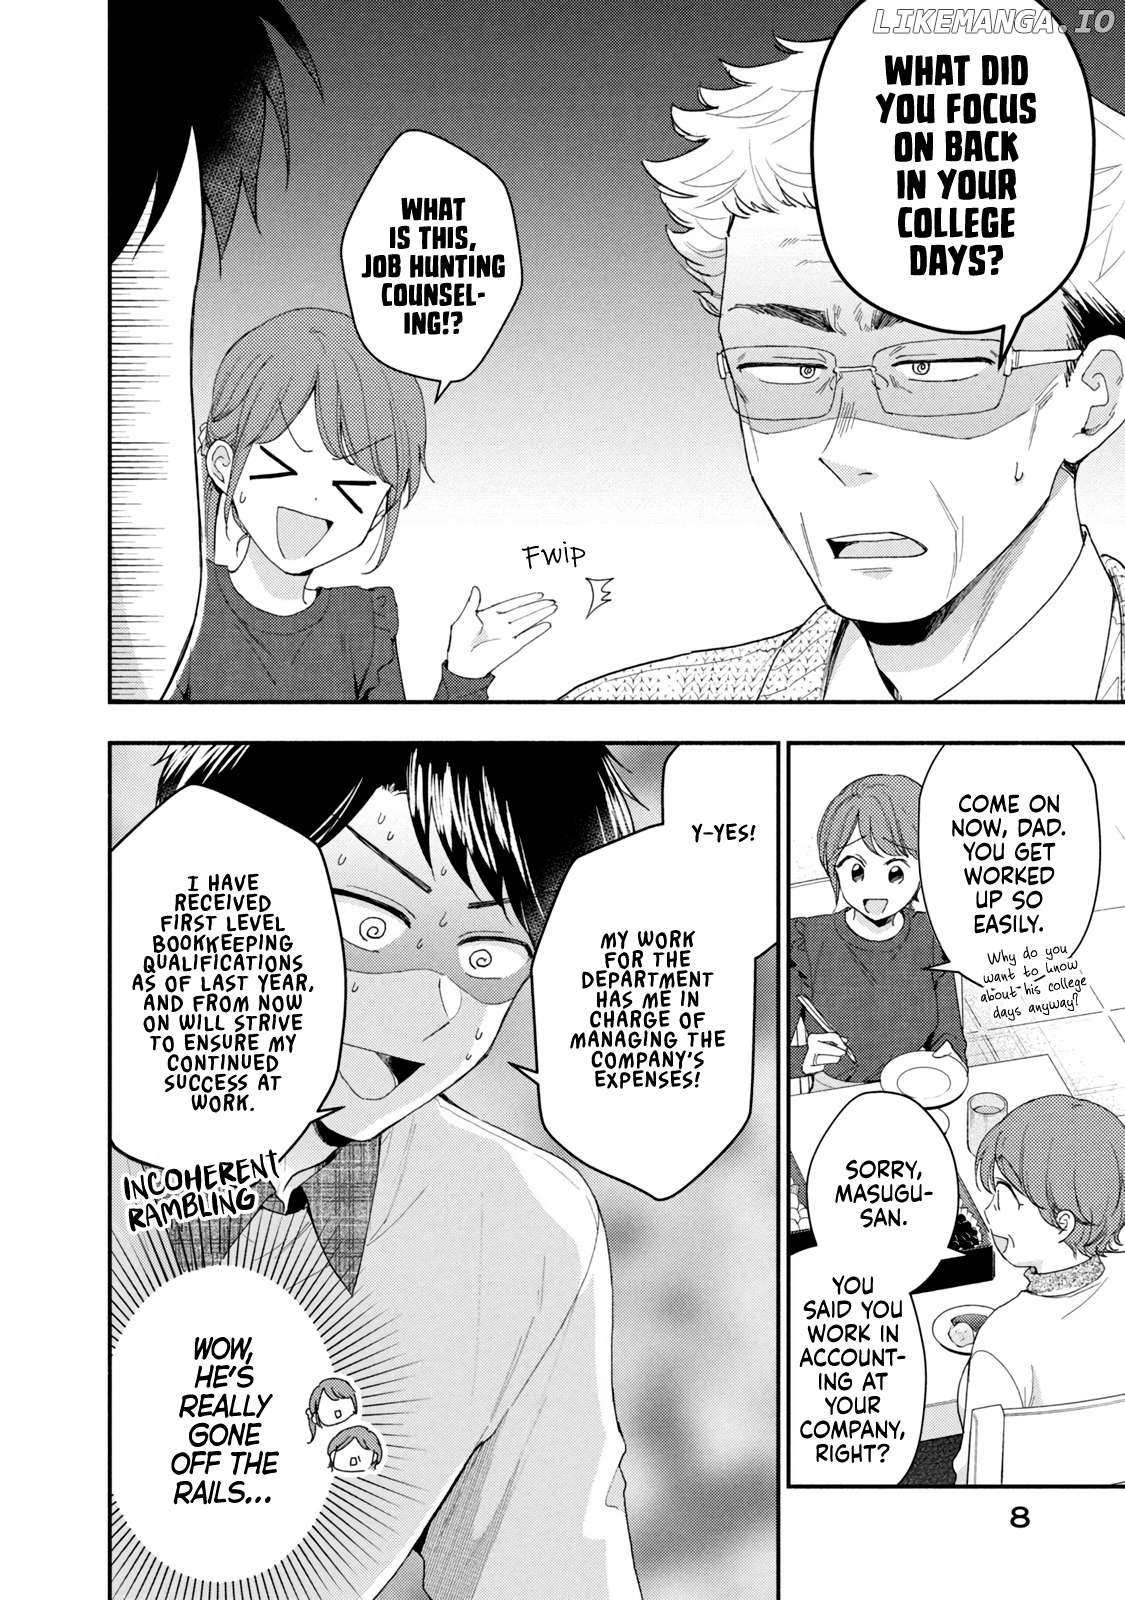 LIKEMANGA.IO
WHAT DID
YOU FOCUS
ON BACK
IN YOUR
COLLEGE
DAYS?
WHAT
IS THIS,
JOB HUNTING
COUNSEL-
ING!?
FWIP
COME ON
NOW, DAD.
YOU GET
WORKED
UP SO
EASILY.
Why do you
want to know
about his college
days anyway?
SORRY,
MASUGU-
SAN.
YOU
SAID YOU
WORK IN
ACCOUNT-
ING AT
YOUR
COMPANY,
RIGHT?
Y-YES!
MY WORK
FOR THE
DEPARTMENT
HAS ME IN
CHARGE OF
MANAGING THE
COMPANY'S
EXPENSES!
I HAVE
RECEIVED
FIRST LEVEL
BOOKKEEPING
QUALIFICATIONS
AS OF LAST YEAR,
AND FROM NOW
ON WILL STRIVE
TO ENSURE MY
CONTINUED
SUCCESS AT
WORK.
INCOHERENT
RAMBLING
WOW,
HE'S
REALLY
GONE
OFF THE
RAILS...
8